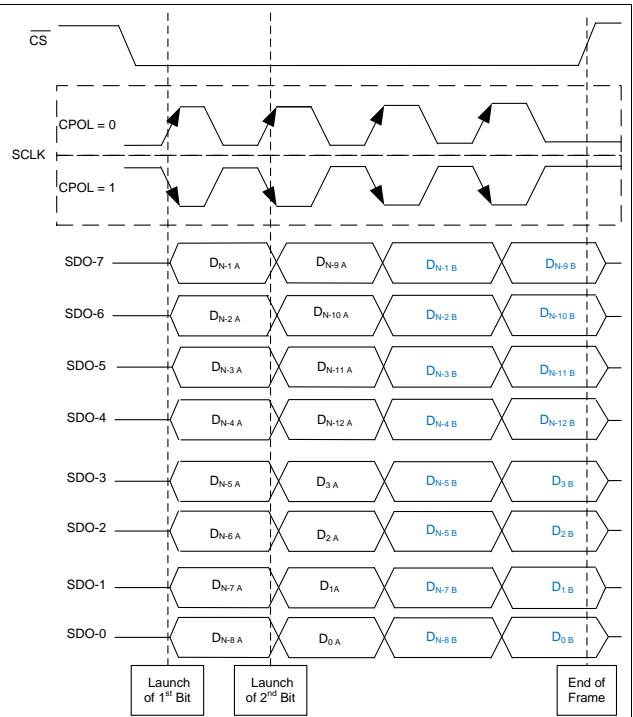 CS
CPOL = 0
SCLK
CPOL = 1
SDO-7 DN-1 A DN-9 A DN-1 B DN-9 B
SDO-6 DN-2 A DN-10 A DN-2 B DN-10 B
SDO-5 DN-3 A DN-11 A DN-3 B DN-11 B
SDO-4 DN-4 A DN-12 A DN-4 B DN-12 B
SDO-3 DN-5 A D3 A DN-5 B D3 B
SDO-2 DN-6 A D2 A DN-5 B D2 B
SDO-1 DN-7 A D1A DN-7 B D1 B
SDO-0 DN-8 A D0 A DN-8 B D0 B
Launch
of 1st Bit
Launch
of 2nd Bit
End of
Frame